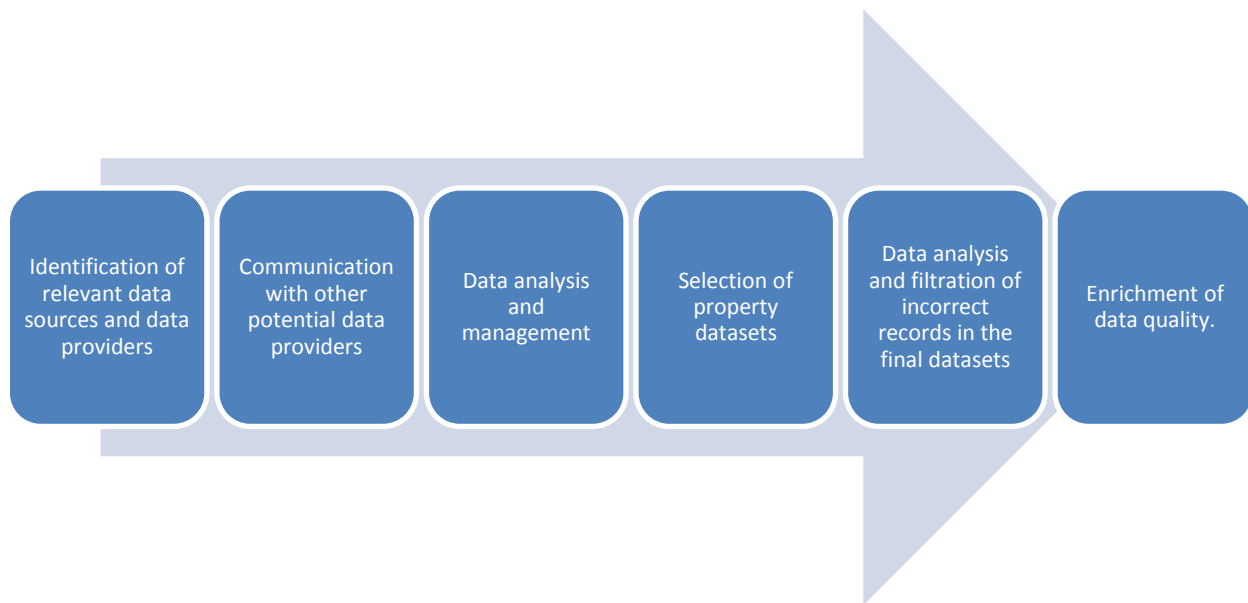 Identification of
relevant data
sources and data
providers
Communication
with other
potential data
providers
Data analysis
and
management
Selection of
property
datasets
Data analysis
and filtration of
incorrect
records in the
final datasets
Enrichment of
data quality.